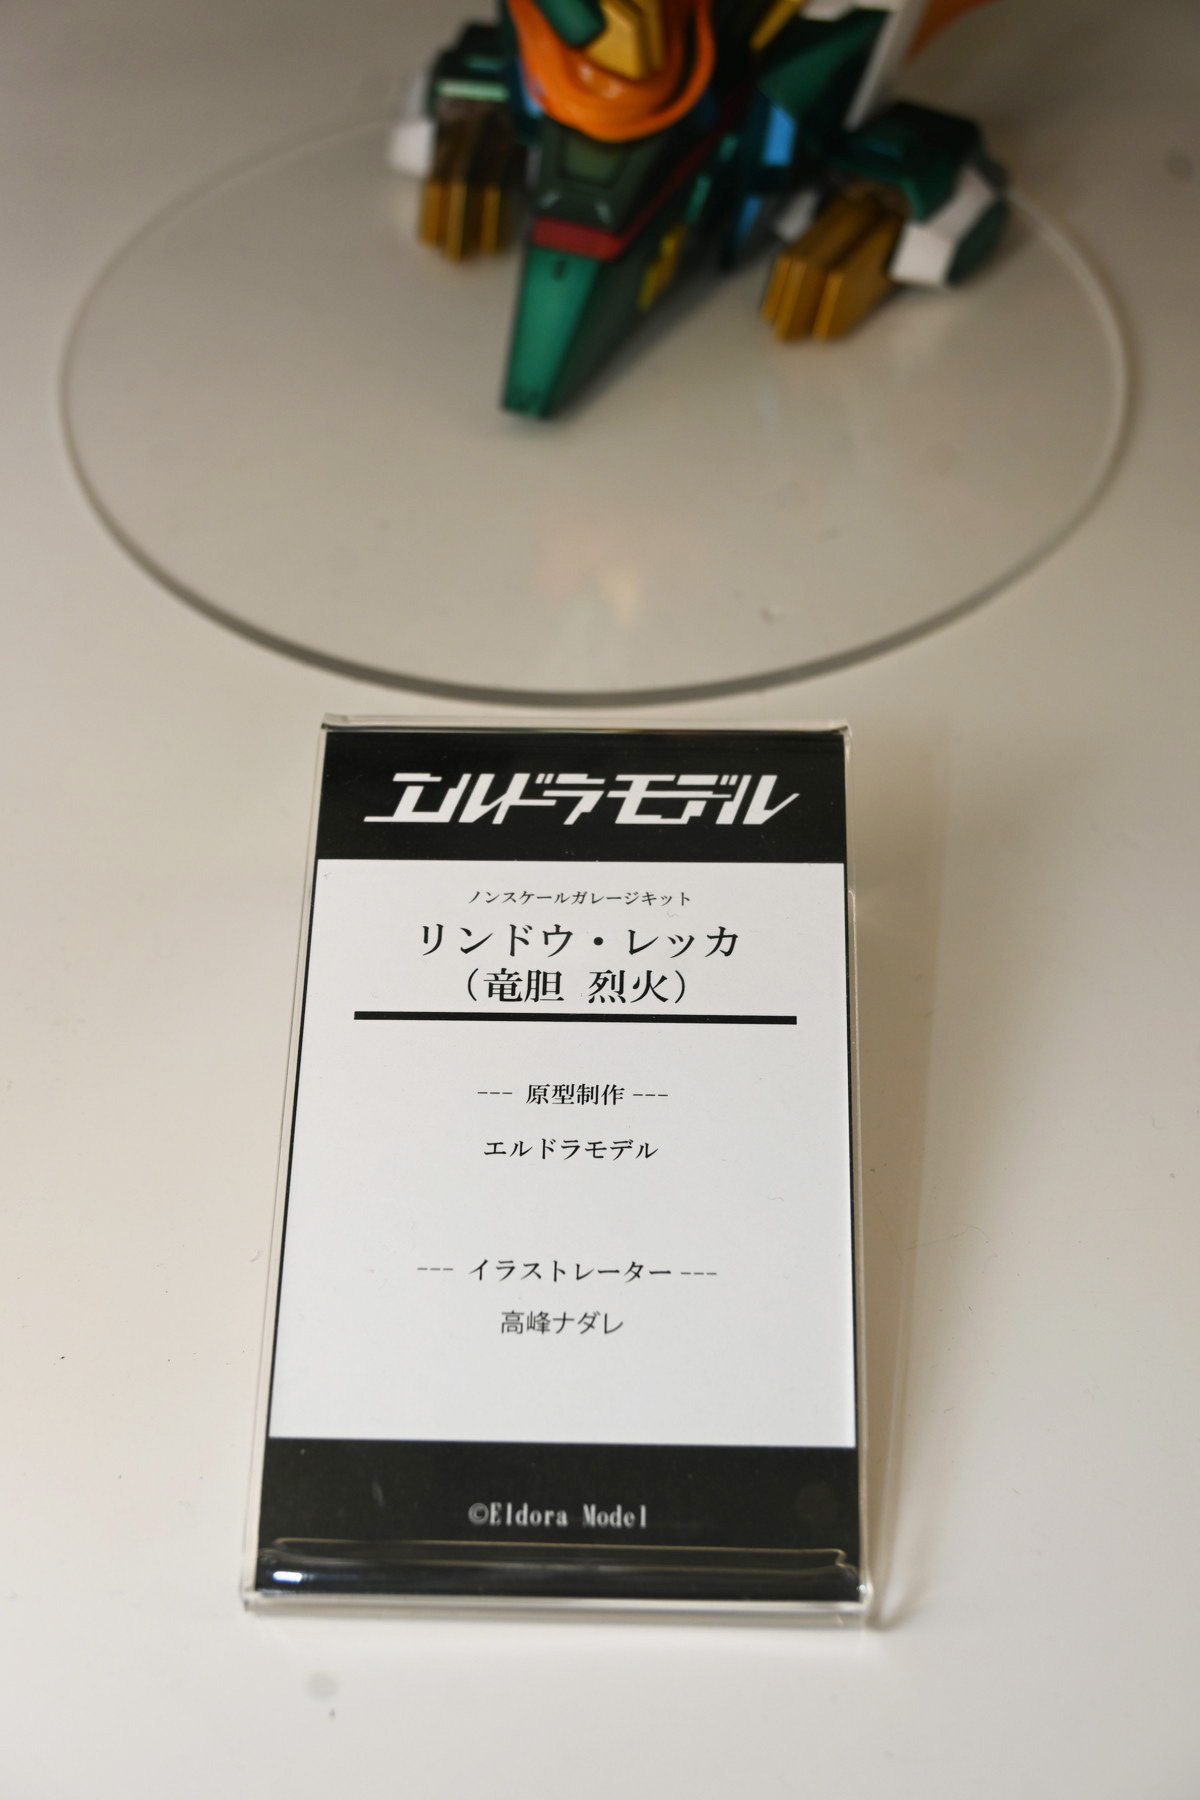 エルドラモデル
ノンスケールガレージキット
リンドウ・レッカ
（竜胆 烈火）
--- 原型制作 ---
エルドラモデル
--- イラストレーター ---
高峰ナダレ
©Eldora Model